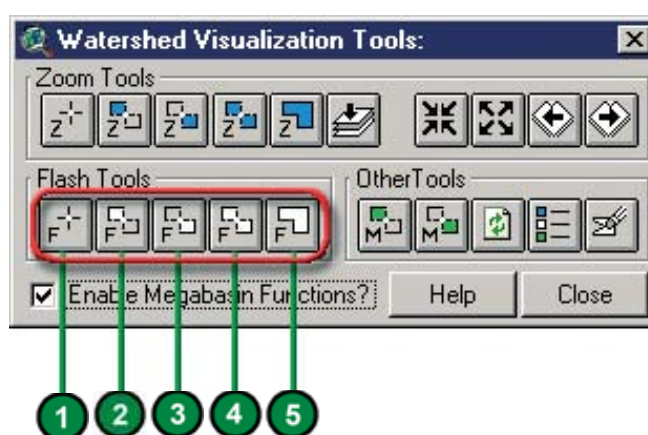 Watershed Visualization Tools:
Zoom Tools
Z Z Z Z Z
Flash Tools
OtherTools
F F F F F
M M
Enable Megabasin Functions?
Help
Close
1 2 3 4 5